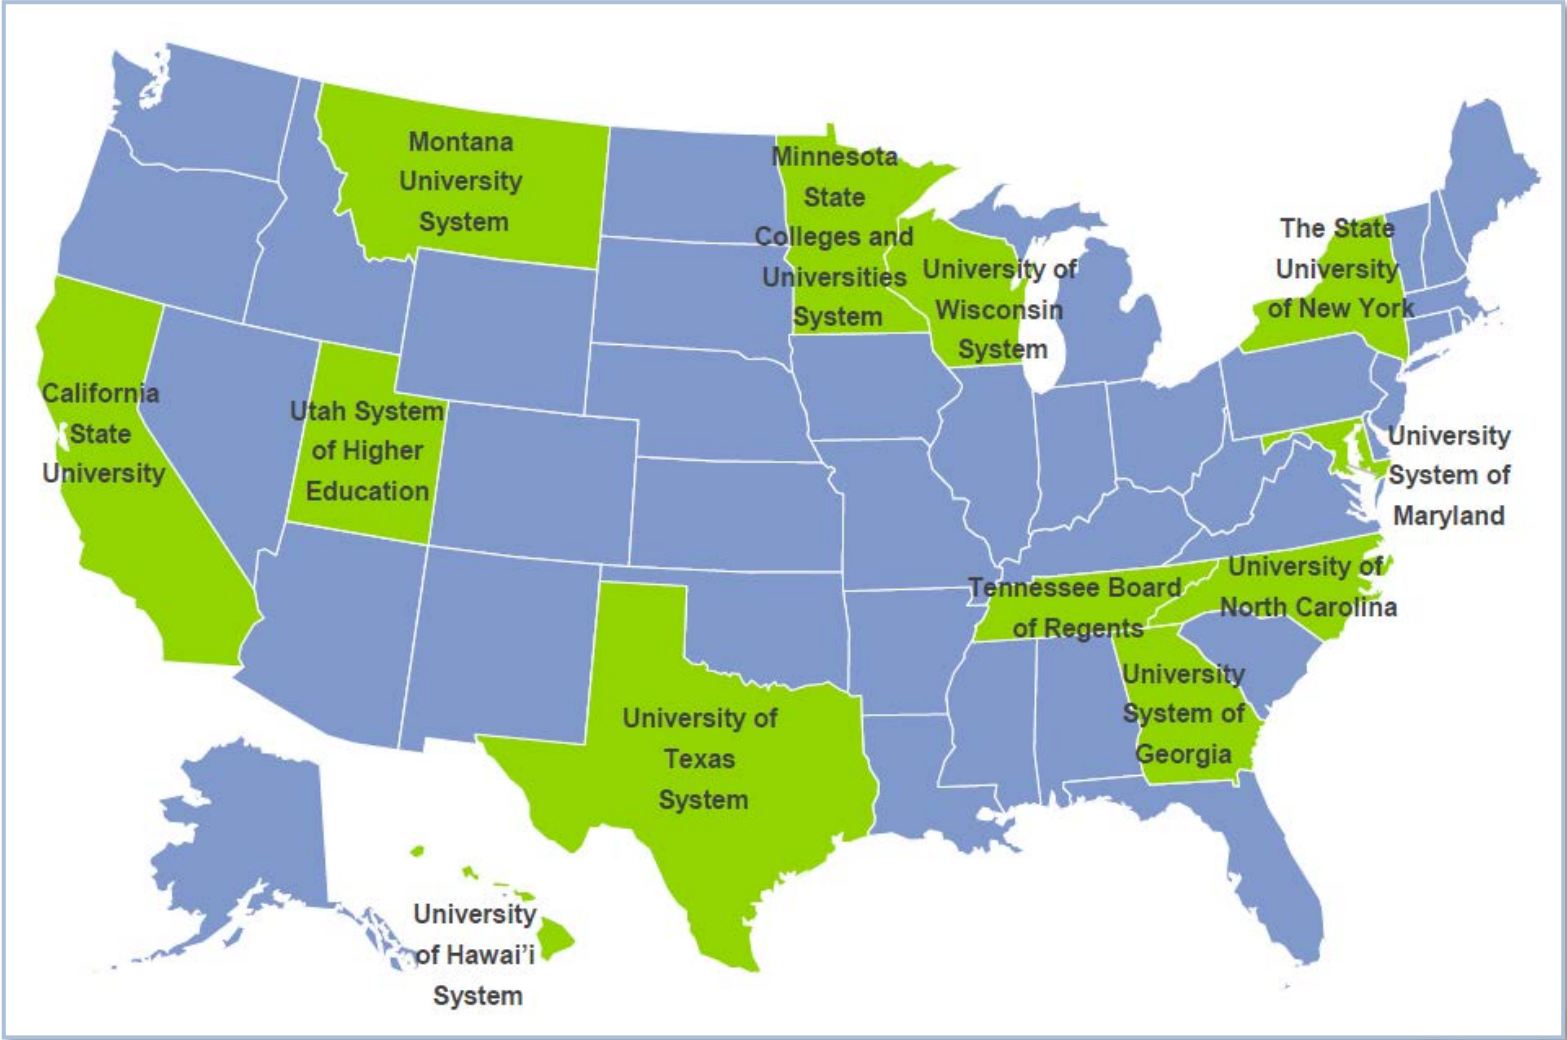 Montana
University
System
Minnesota
State
Colleges and
Universities
System
University of
Wisconsin
System
The State
University
of New York
California
State
University
Utah System
of Higher
Education
University
System of
Maryland
Tennessee Board
of Regents
University of
North Carolina
University
System of
Georgia
University of
Texas
System
University
of Hawai’i
System